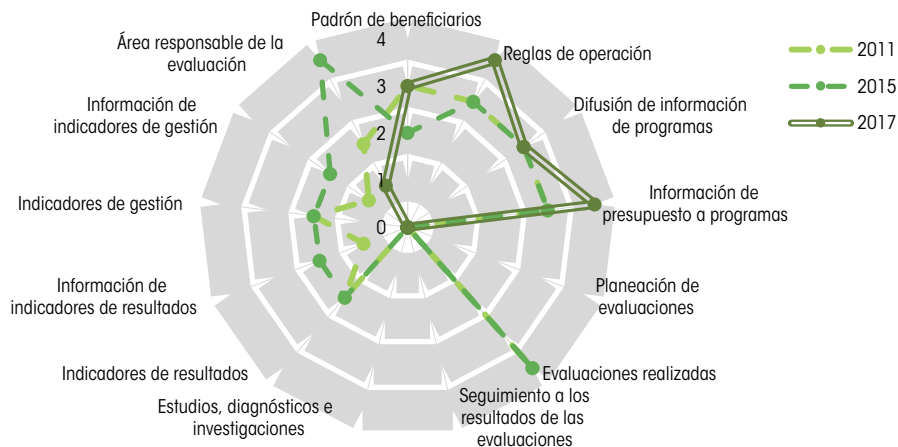 Padrón de beneficiarios
Reglas de operación
Difusión de información
de programas
Información de
presupuesto a programas
Planeación de
evaluaciones
Evaluaciones realizadas
Seguimiento a los
resultados de las
evaluaciones
Estudios, diagnósticos e
investigaciones
Indicadores de resultados
Información de
indicadores de resultados
Indicadores de gestión
Información de
indicadores de gestión
Área responsable de la
evaluación
4
3
2
1
0
2011
2015
2017